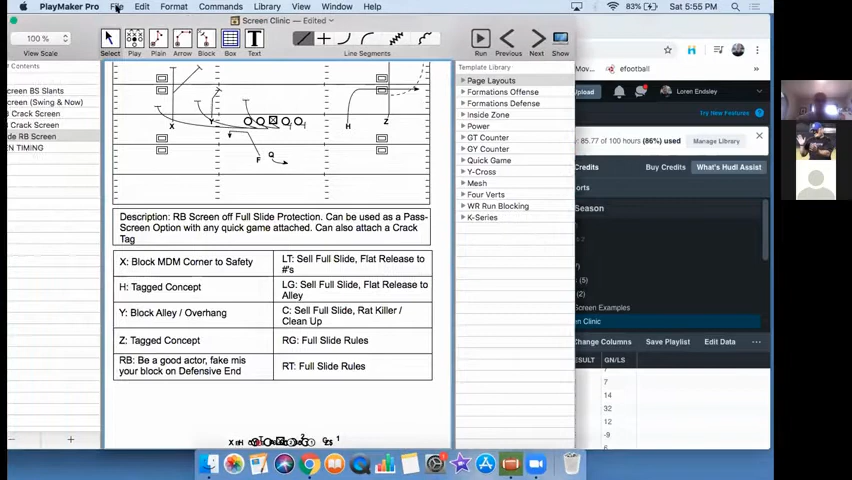 PlayMaker Pro File Edit Format Commands Library View Window Help 83% Sat 5:55 PM
Screen Clinic — Edited
100 %
View Scale Select Play Plain Arrow Block Box Text Line Segments Run Previous Next Show
Contents
creen BS Slants
creen (Swing & Now)
Crack Screen
Crack Screen
de RB Screen
EN TIMING
X Y H Z
F Q
Description: RB Screen off Full Slide Protection. Can be used as a Pass-
Screen Option with any quick game attached. Can also attach a Crack
Tag
X: Block MDM Corner to Safety
LT: Sell Full Slide, Flat Release to
#'s
H: Tagged Concept
LG: Sell Full Slide, Flat Release to
Alley
Y: Block Alley / Overhang
C: Sell Full Slide, Rat Killer /
Clean Up
Z: Tagged Concept
RG: Full Slide Rules
RB: Be a good actor, fake mis
your block on Defensive End
RT: Full Slide Rules
Template Library
Page Layouts
Formations Offense
Formations Defense
Inside Zone
Power
GT Counter
GY Counter
Quick Game
Y-Cross
Mesh
Four Verts
WR Run Blocking
K-Series
Mov... efootball
Upload Loren Endsley
Try New Features
85.77 of 100 hours (86%) used Manage Library
Credits Buy Credits What's Hudl Assist
orts
Season
(5)
Screen Examples
en Clinic
Change Columns Save Playlist Edit Data
ESULT GN/LS
7
7
14
32
12
-9
6